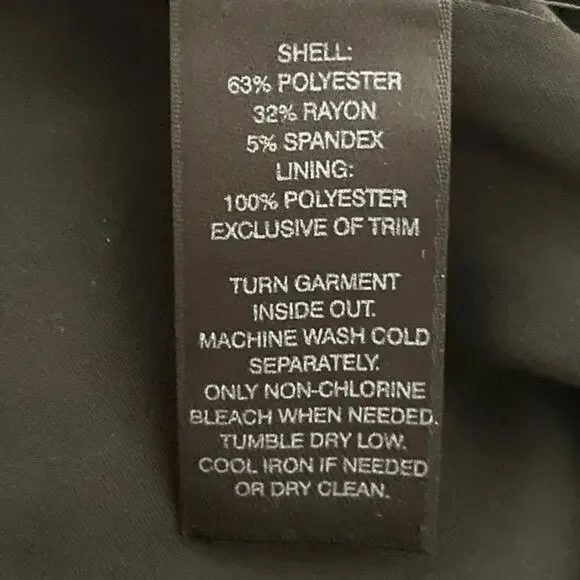 SHELL:
63% POLYESTER
32% RAYON
5% SPANDEX
LINING:
100% POLYESTER
EXCLUSIVE OF TRIM
TURN GARMENT
INSIDE OUT.
MACHINE WASH COLD
SEPARATELY.
ONLY NON-CHLORINE
BLEACH WHEN NEEDED.
TUMBLE DRY LOW.
COOL IRON IF NEEDED
OR DRY CLEAN.